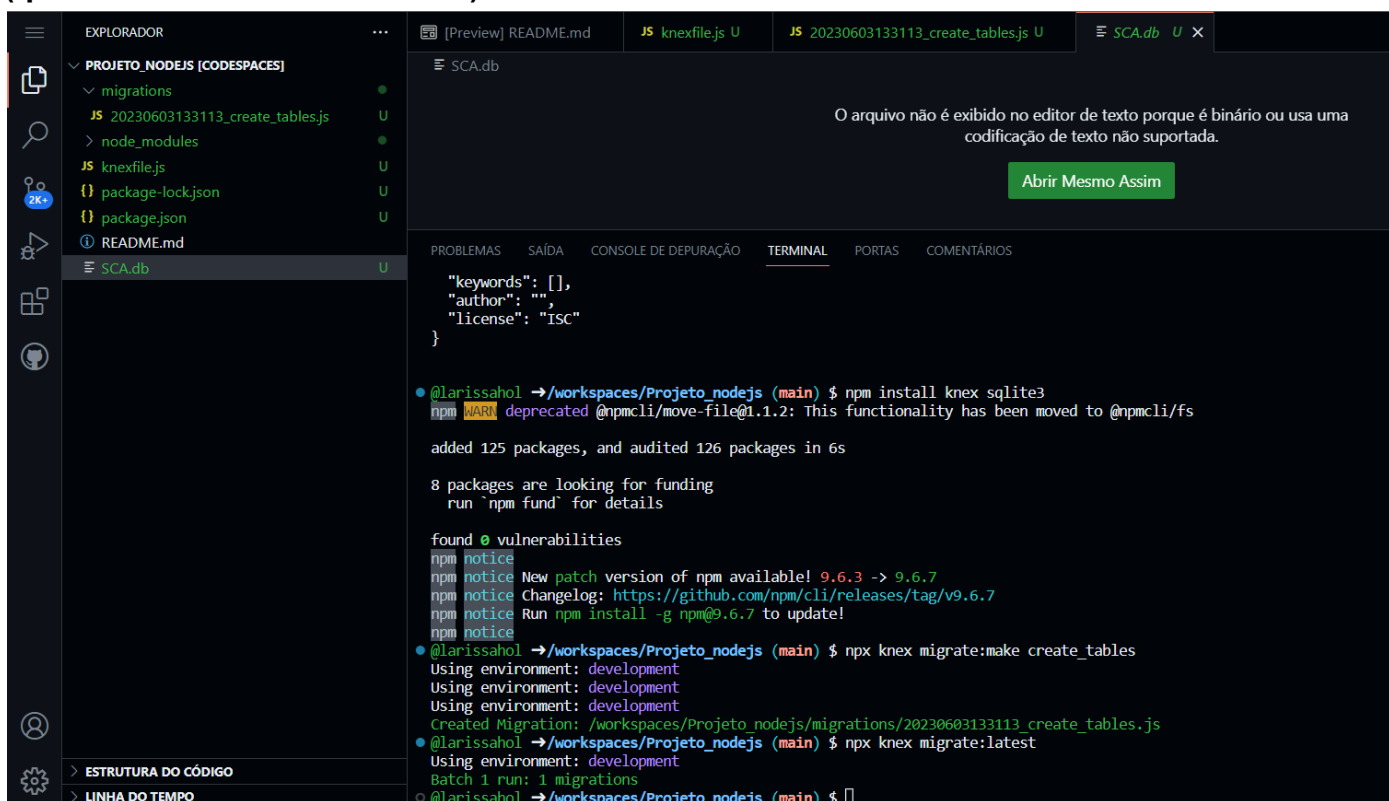 EXPLORADOR
PROJETO_NODEJS [CODESPACES]
migrations
JS 20230603133113_create_tables.js U
node_modules
JS knexfile.js U
{} package-lock.json U
{} package.json U
README.md
SCA.db U
2K+
ESTRUTURA DO CÓDIGO
LINHA DO TEMPO
[Preview] README.md JS knexfile.js U JS 20230603133113_create_tables.js U SCA.db U
SCA.db
O arquivo não é exibido no editor de texto porque é binário ou usa uma
codificação de texto não suportada.
Abrir Mesmo Assim
PROBLEMAS SAÍDA CONSOLE DE DEPURAÇÃO TERMINAL PORTAS COMENTÁRIOS
"keywords": [],
"author": "",
"license": "ISC"
}
@larissahol ➜/workspaces/Projeto_nodejs (main) $ npm install knex sqlite3
npm WARN deprecated @npmcli/move-file@1.1.2: This functionality has been moved to @npmcli/fs
added 125 packages, and audited 126 packages in 6s
8 packages are looking for funding
run `npm fund` for details
found 0 vulnerabilities
npm notice
npm notice New patch version of npm available! 9.6.3 -> 9.6.7
npm notice Changelog: https://github.com/npm/cli/releases/tag/v9.6.7
npm notice Run npm install -g npm@9.6.7 to update!
npm notice
@larissahol ➜/workspaces/Projeto_nodejs (main) $ npx knex migrate:make create_tables
Using environment: development
Using environment: development
Using environment: development
Created Migration: /workspaces/Projeto_nodejs/migrations/20230603133113_create_tables.js
@larissahol ➜/workspaces/Projeto_nodejs (main) $ npx knex migrate:latest
Using environment: development
Batch 1 run: 1 migrations
@larissahol ➜/workspaces/Projeto_nodejs (main) $